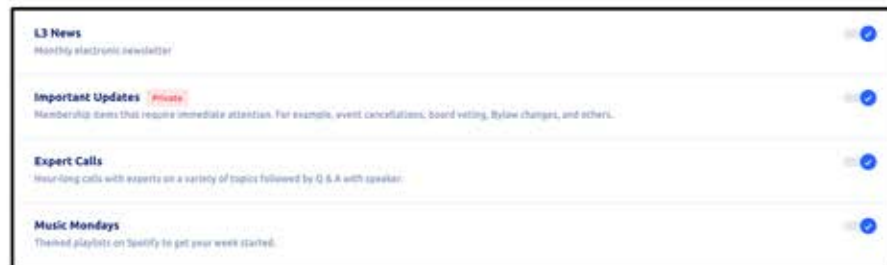 L3 News
Monthly electronic newsletter
Important Updates Private
Membership items that require immediate attention. For example, event cancellations, board voting, Bylaw changes, and others.
Expert Calls
Hour-long calls with experts on a variety of topics followed by Q & A with speaker.
Music Mondays
Themed playlists on Spotify to get your week started.